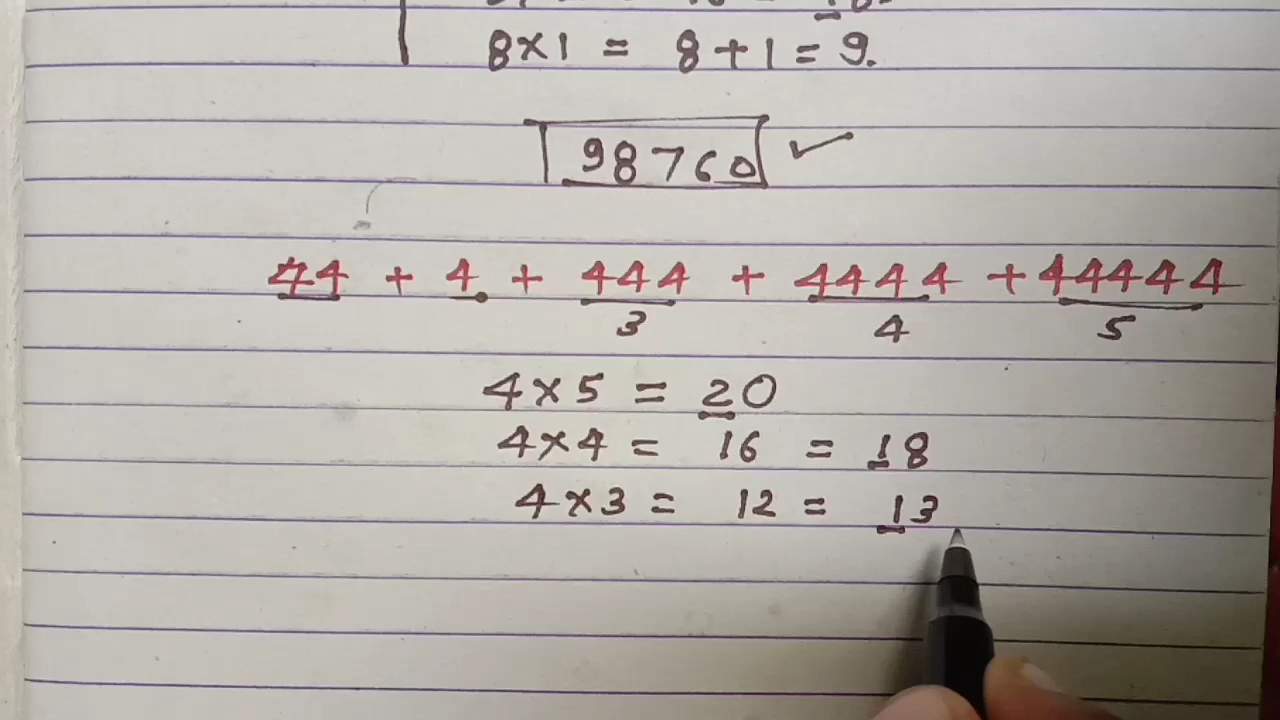 8×1 = 8+1 = 9.
98760 ✓
44 + 4 + 444 + 4444 + 44444
3 4 5
4×5 = 20
4×4 = 16 = 18
4×3 = 12 = 13